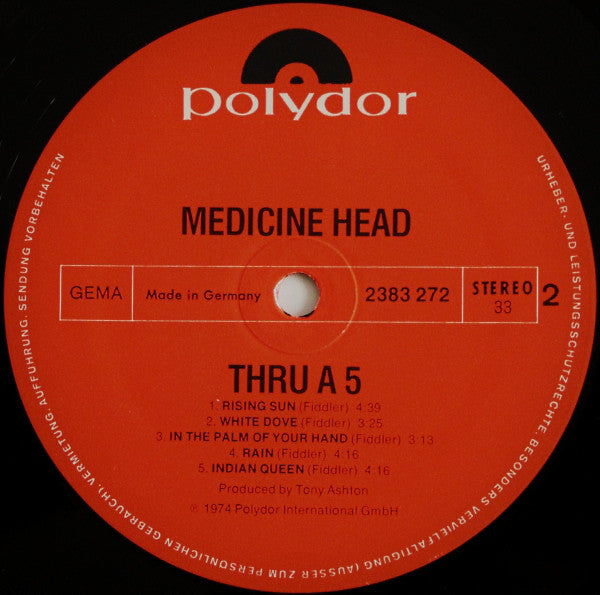 polydor
MEDICINE HEAD
GEMA
Made in Germany
2383 272
STEREO
33
2
THRU A 5
1. RISING SUN (Fiddler) 4:39
2. WHITE DOVE (Fiddler) 3:25
3. IN THE PALM OF YOUR HAND (Fiddler) 3:13
4. RAIN (Fiddler) 4:16
5. INDIAN QUEEN (Fiddler) 4:16
Produced by Tony Ashton
℗ 1974 Polydor International GmbH
URHEBER- UND LEISTUNGSSCHUTZRECHTE, BESONDERS VERVIELFÄLTIGUNG (AUSSER ZUM PERSÖNLICHEN GEBRAUCH), VERMIETUNG, AUFFÜHRUNG, SENDUNG VORBEHALTEN